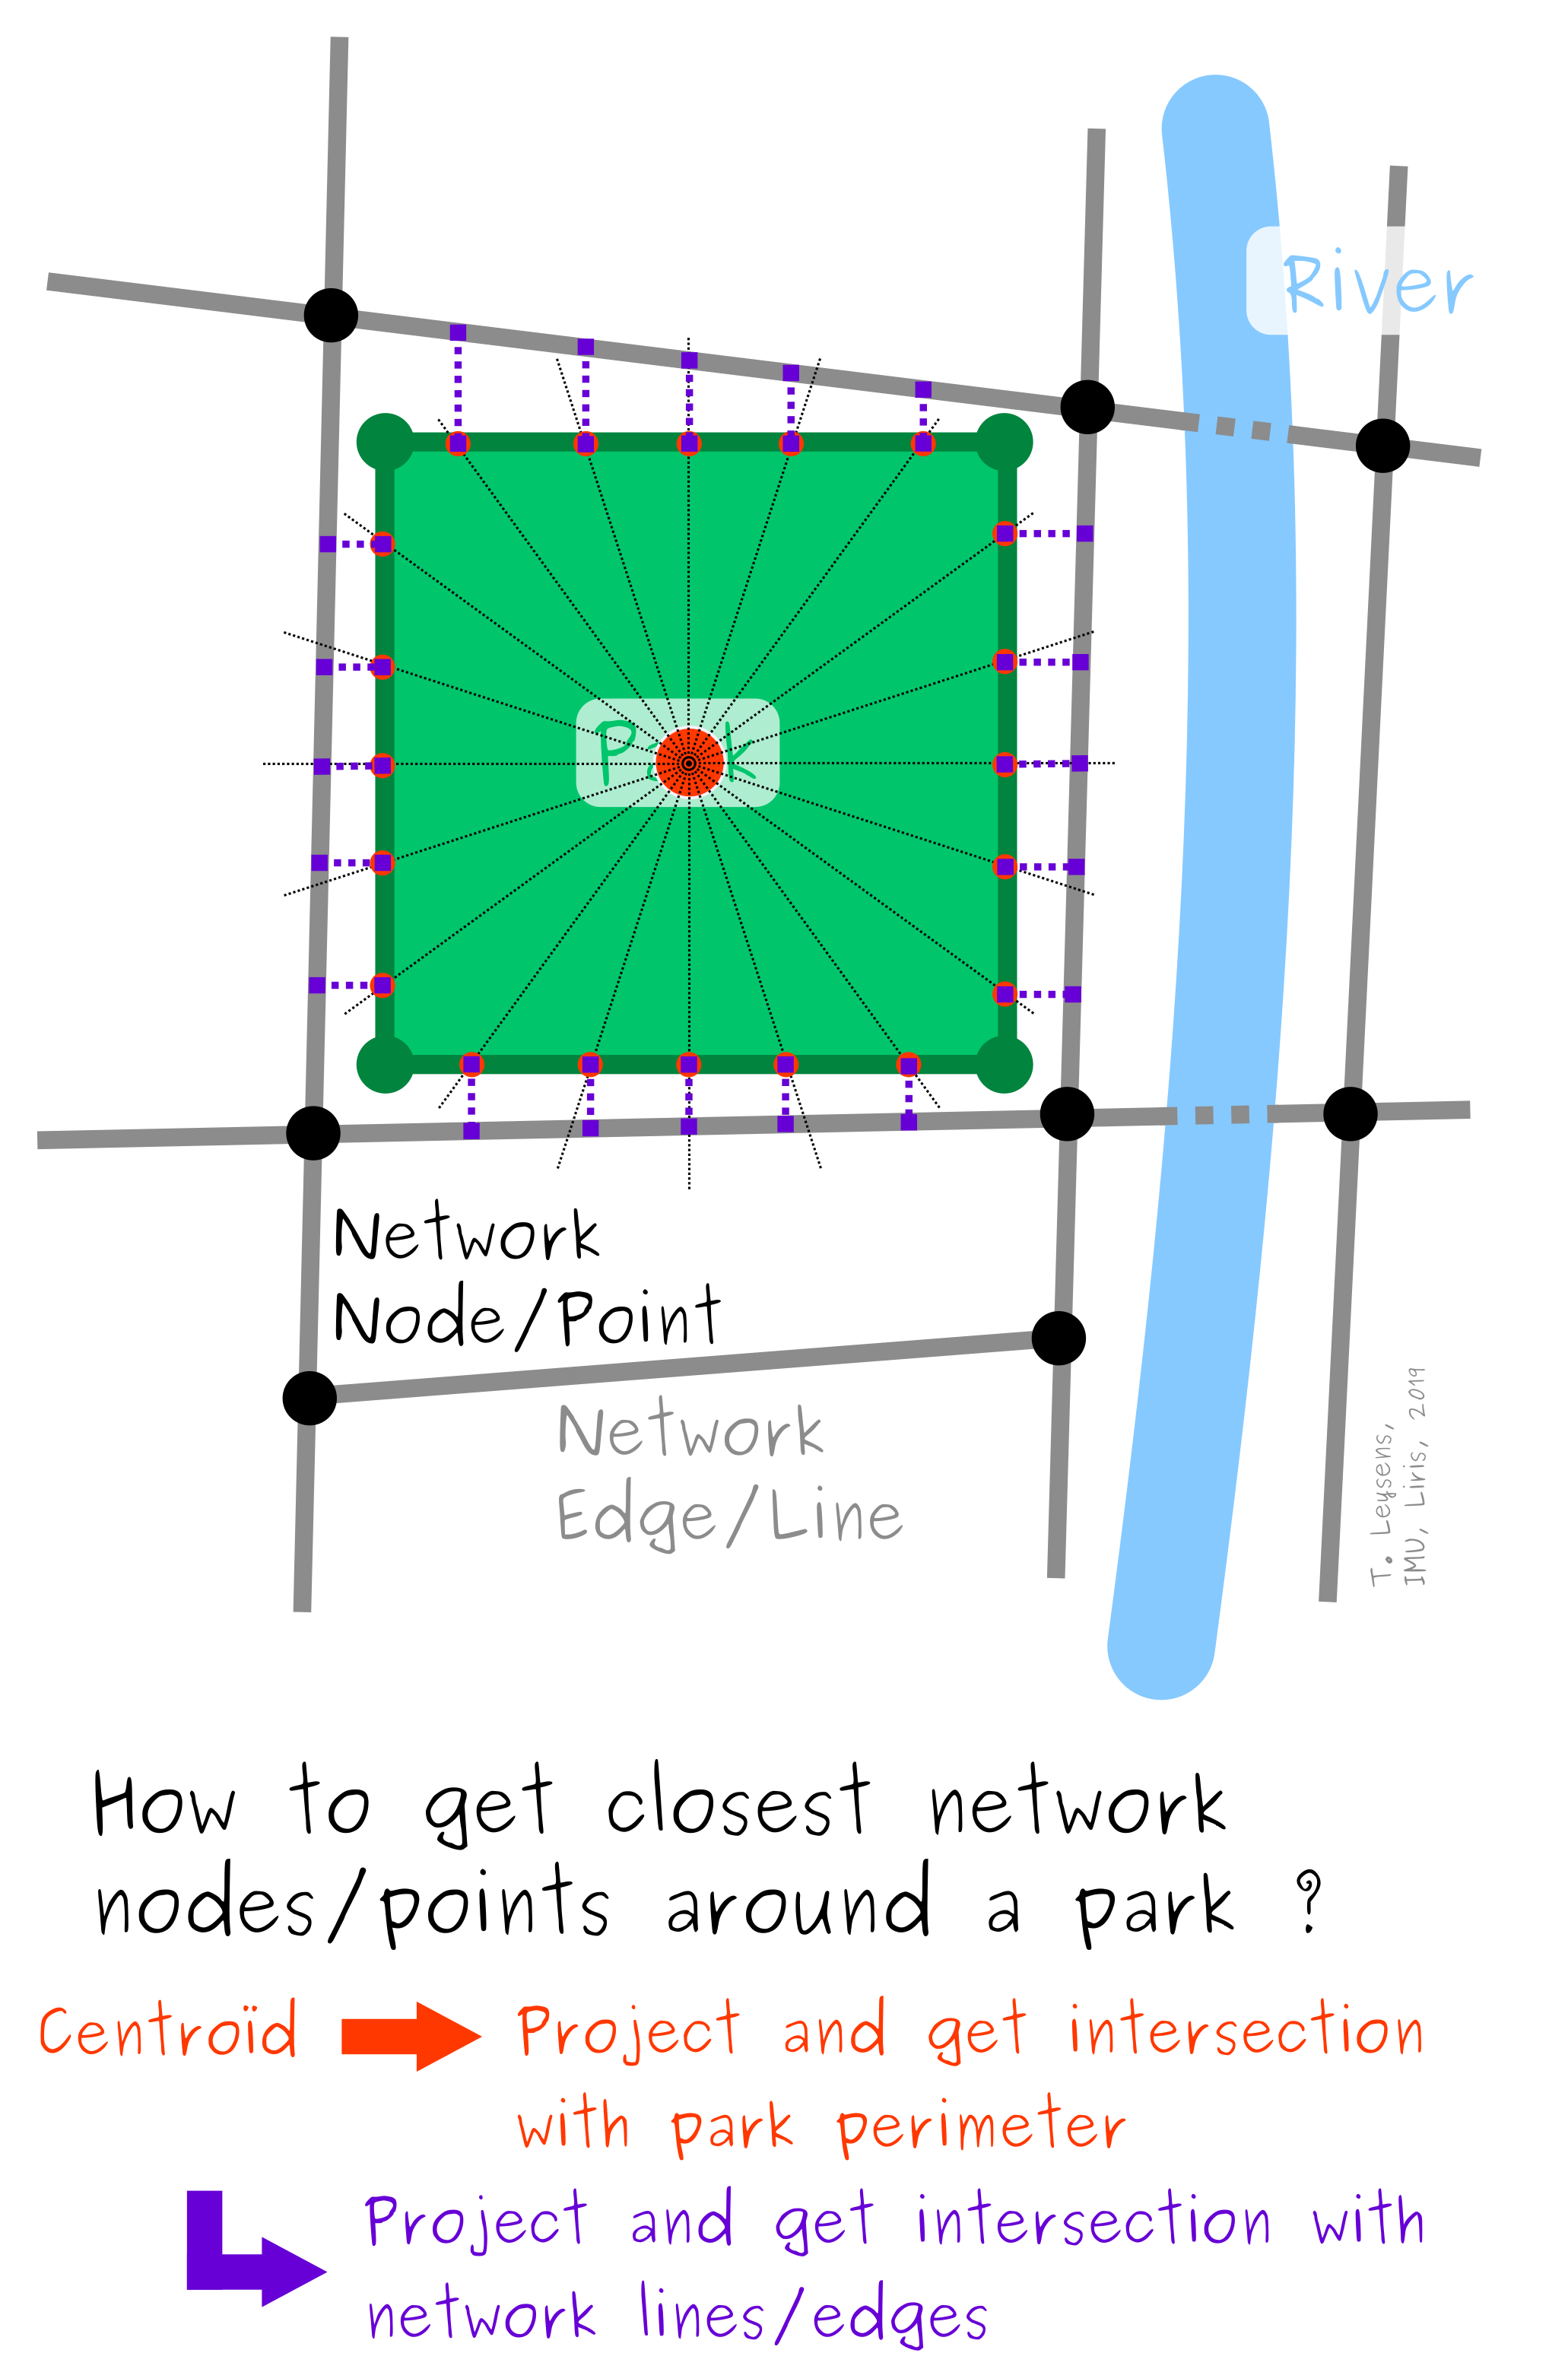 River
Park
Network
Node/Point
Network
Edge/Line
T. Leysens,
IMU, Liris, 2019
How to get closest network
nodes/points around a park ?
Centroïd Project and get intersection
with park perimeter
Project and get intersection with
network lines/edges